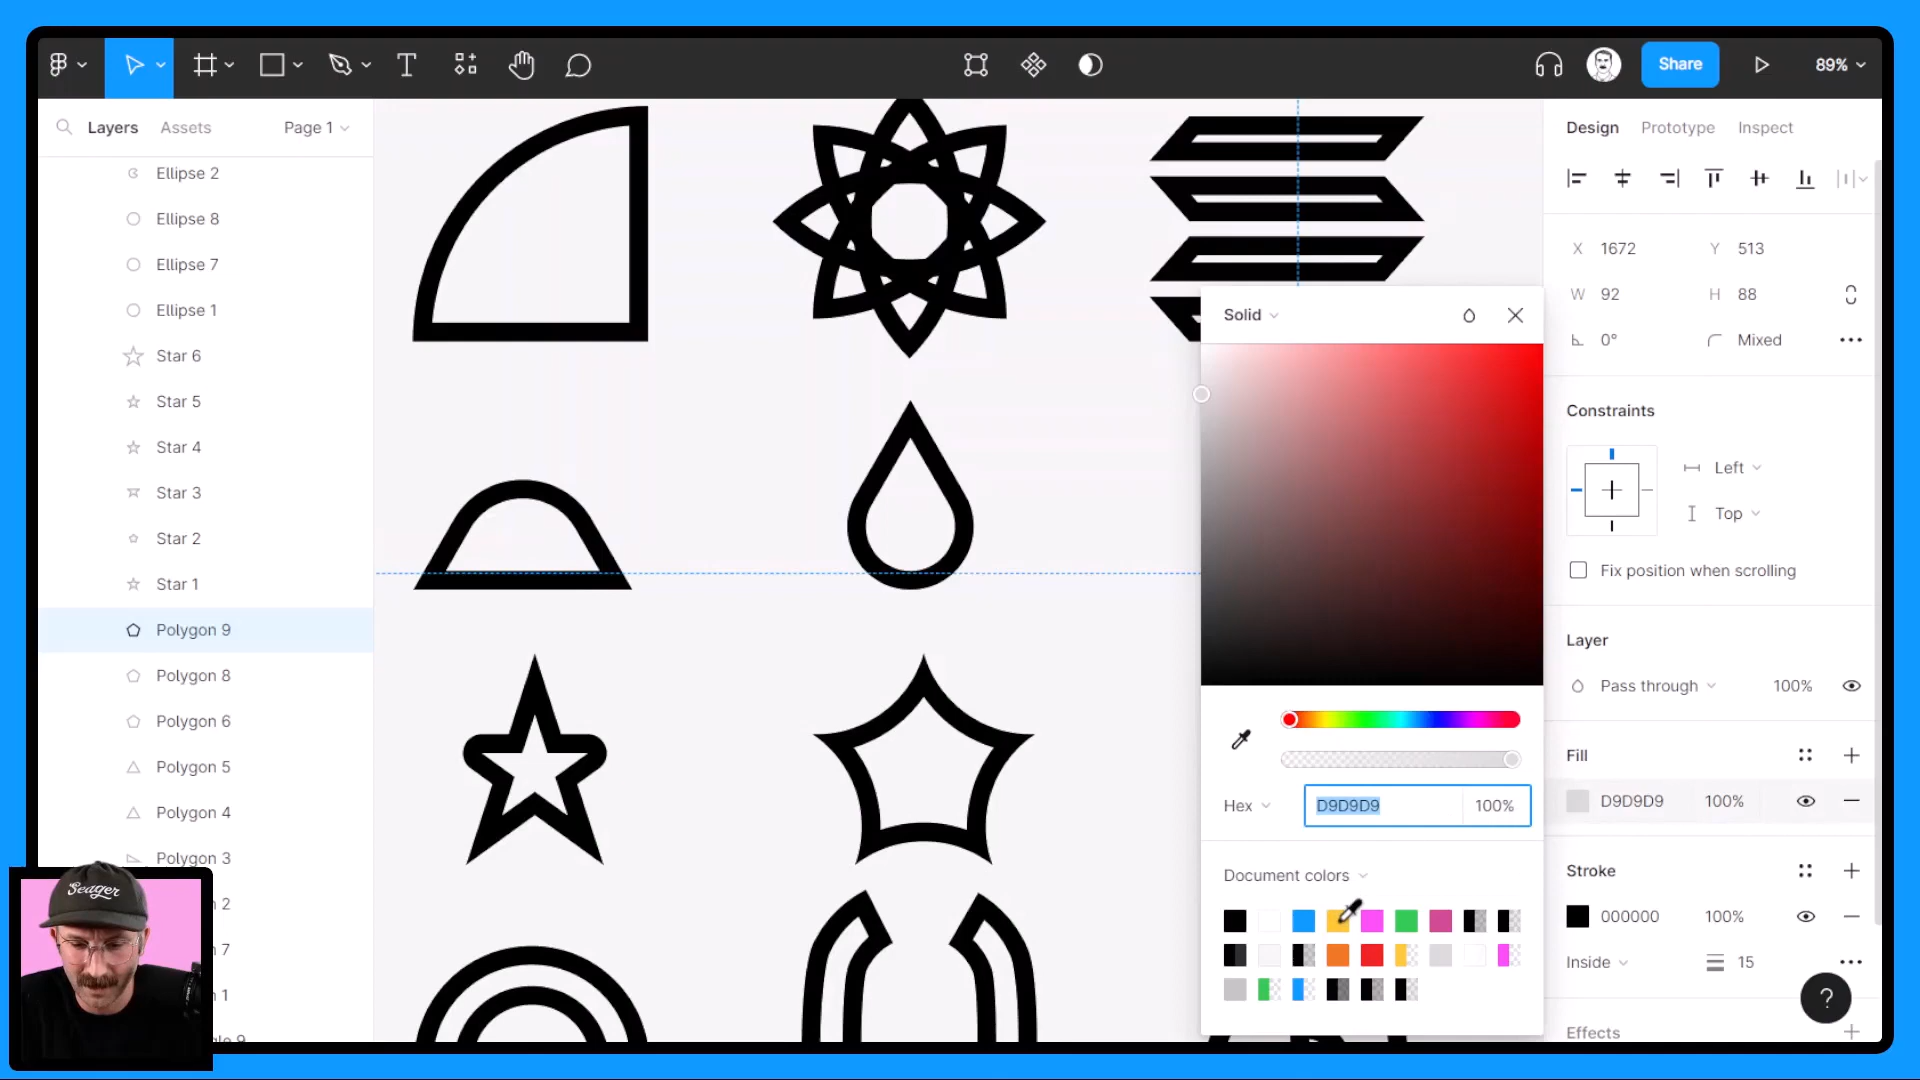 Share
89%
Layers
Assets
Page 1
Design
Prototype
Inspect
Ellipse 2
Ellipse 8
Ellipse 7
Ellipse 1
Star 6
Star 5
Star 4
Star 3
Star 2
Star 1
Polygon 9
Polygon 8
Polygon 6
Polygon 5
Polygon 4
Polygon 3
2
7
1
Seager
Solid
Hex
D9D9D9
100%
Document colors
X 1672
Y 513
W 92
H 88
0°
Mixed
Constraints
Left
Top
Fix position when scrolling
Layer
Pass through
100%
Fill
D9D9D9
100%
Stroke
000000
100%
Inside
15
?
Effects